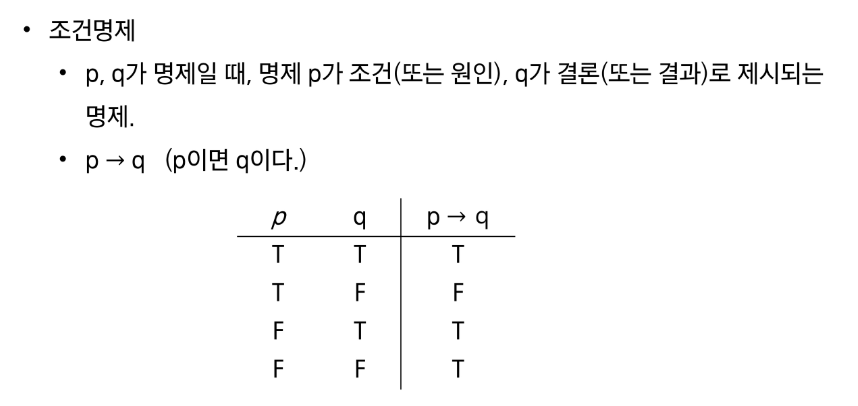 • 조건명제
• p, q가 명제일 때, 명제 p가 조건(또는 원인), q가 결론(또는 결과)로 제시되는
명제.
• p → q (p이면 q이다.)
p q p → q
T T T
T F F
F T T
F F T